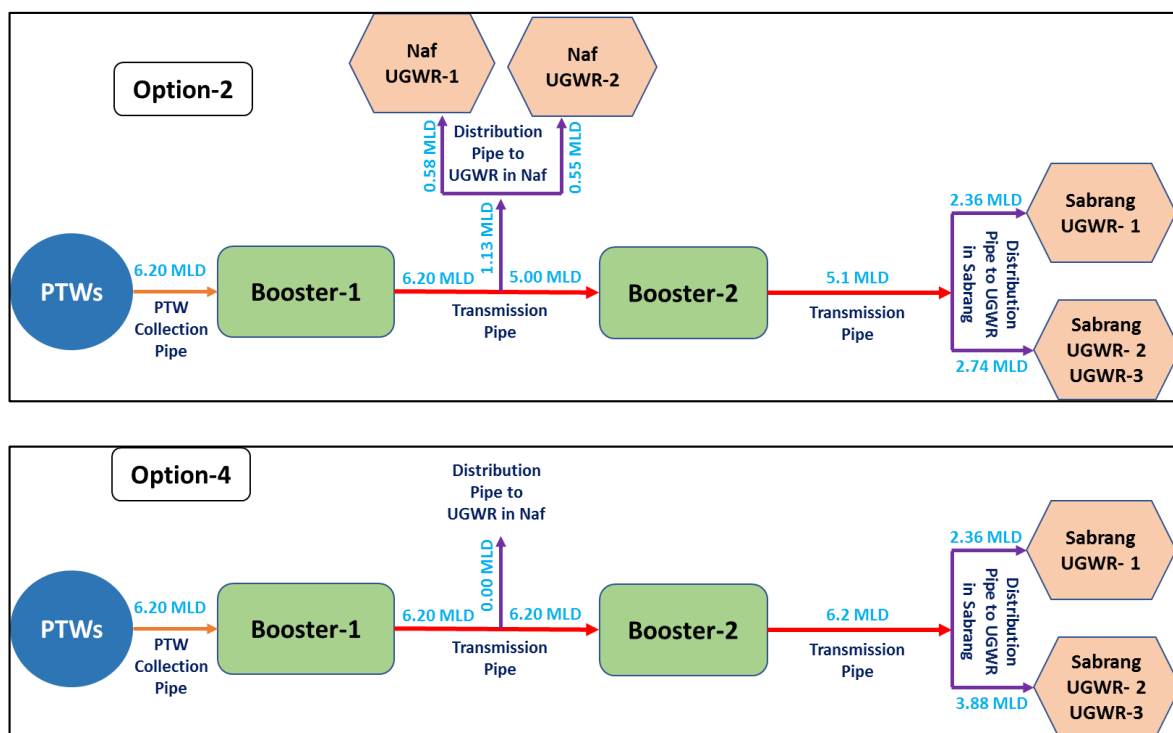 Option-2
Naf
UGWR-1
Naf
UGWR-2
0.58 MLD
Distribution
Pipe to
UGWR in Naf
0.55 MLD
1.13 MLD
PTWs
6.20 MLD
PTW
Collection
Pipe
Booster-1
6.20 MLD
5.00 MLD
Transmission
Pipe
Booster-2
5.1 MLD
Transmission
Pipe
2.36 MLD
Distribution
Pipe to UGWR
in Sabrang
2.74 MLD
Sabrang
UGWR- 1
Sabrang
UGWR- 2
UGWR-3
Option-4
Distribution
Pipe to
UGWR in Naf
0.00 MLD
PTWs
6.20 MLD
PTW
Collection
Pipe
Booster-1
6.20 MLD
6.20 MLD
Transmission
Pipe
Booster-2
6.2 MLD
Transmission
Pipe
2.36 MLD
Distribution
Pipe to UGWR
in Sabrang
3.88 MLD
Sabrang
UGWR- 1
Sabrang
UGWR- 2
UGWR-3